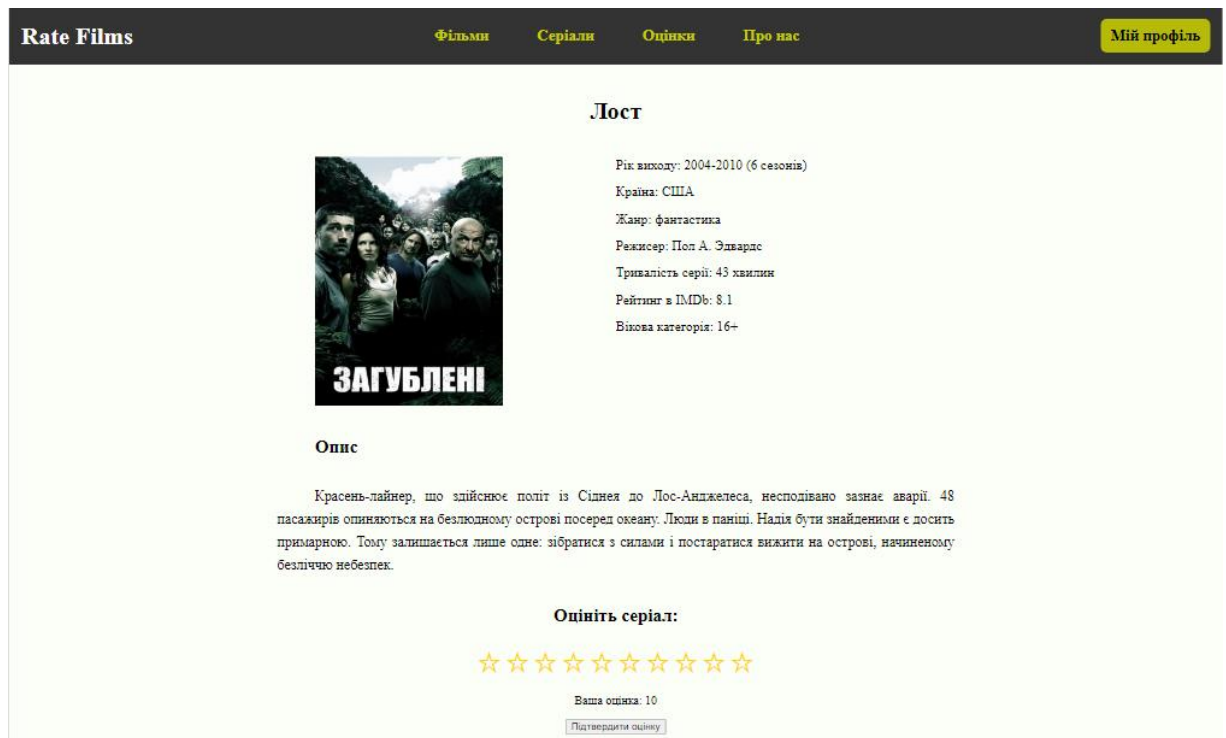 Rate Films
Фільми
Серіали
Оцінки
Про нас
Мій профіль
Лост
ЗАГУБЛЕНІ
Рік виходу: 2004-2010 (6 сезонів)
Країна: США
Жанр: фантастика
Режисер: Пол А. Эдвардс
Тривалість серії: 43 хвилин
Рейтинг в IMDb: 8.1
Вікова категорія: 16+
Опис
Красень-лайнер, що здійснює політ із Сіднея до Лос-Анджелеса, несподівано зазнає аварії. 48
пасажирів опиняються на безлюдному острові посеред океану. Люди в паніці. Надія бути знайденими є досить
примарною. Тому залишається лише одне: зібратися з силами і постаратися вижити на острові, начиненому
безліччю небезпек.
Оцініть серіал:
Ваша оцінка: 10
Підтвердити оцінку